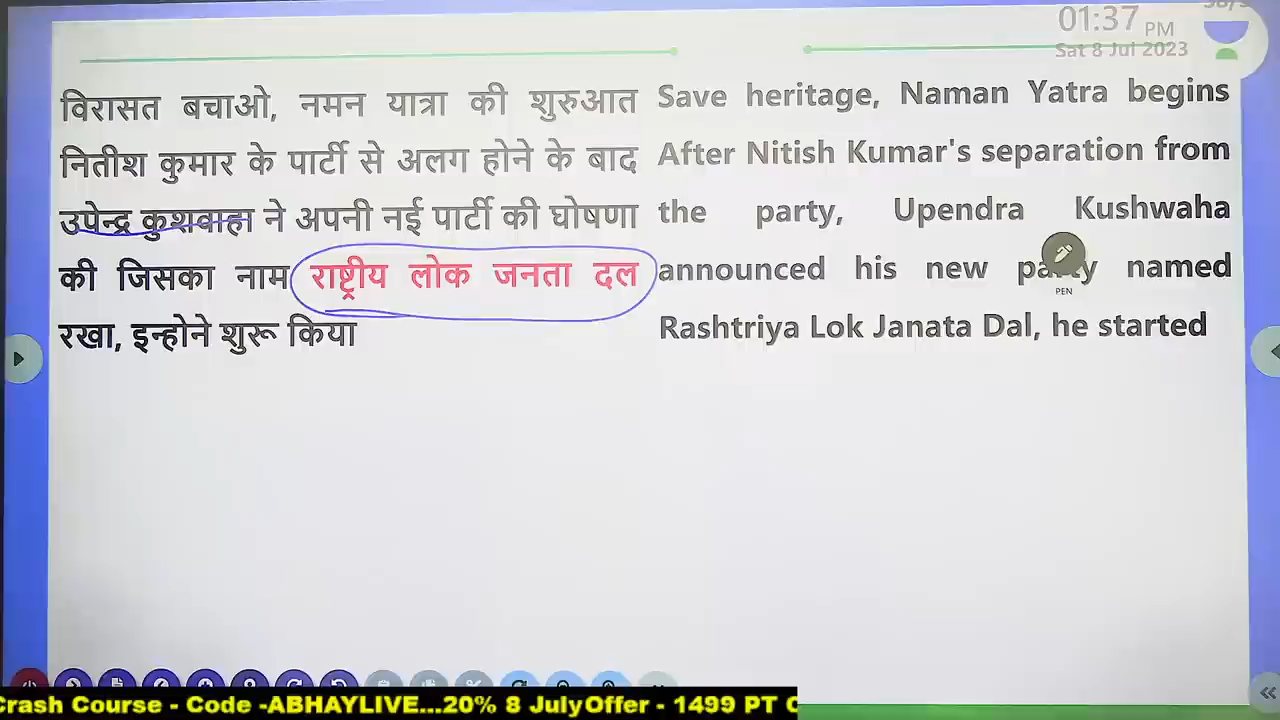 01:37 PM
Sat 8 Jul 2023
विरासत बचाओ, नमन यात्रा की शुरुआत
नितीश कुमार के पार्टी से अलग होने के बाद
उपेन्द्र कुशवाहा ने अपनी नई पार्टी की घोषणा
की जिसका नाम राष्ट्रीय लोक जनता दल
रखा, इन्होने शुरू किया
Save heritage, Naman Yatra begins
After Nitish Kumar's separation from
the party, Upendra Kushwaha
announced his new party named
Rashtriya Lok Janata Dal, he started
PEN
Crash Course - Code -ABHAYLIVE...20% 8 JulyOffer - 1499 PT